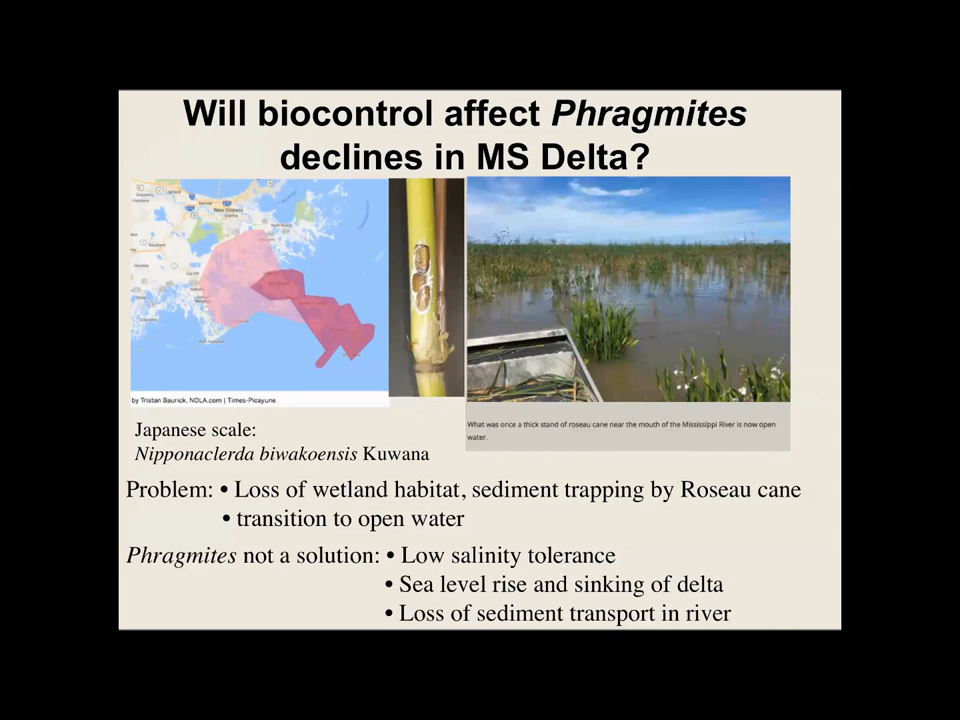 Will biocontrol affect Phragmites
declines in MS Delta?
New Orleans
by Tristan Baurick, NOLA.com | Times-Picayune
What was once a thick stand of roseau cane near the mouth of the Mississippi River is now open
water.
Japanese scale:
Nipponaclerda biwakoensis Kuwana
Problem: • Loss of wetland habitat, sediment trapping by Roseau cane
• transition to open water
Phragmites not a solution: • Low salinity tolerance
• Sea level rise and sinking of delta
• Loss of sediment transport in river